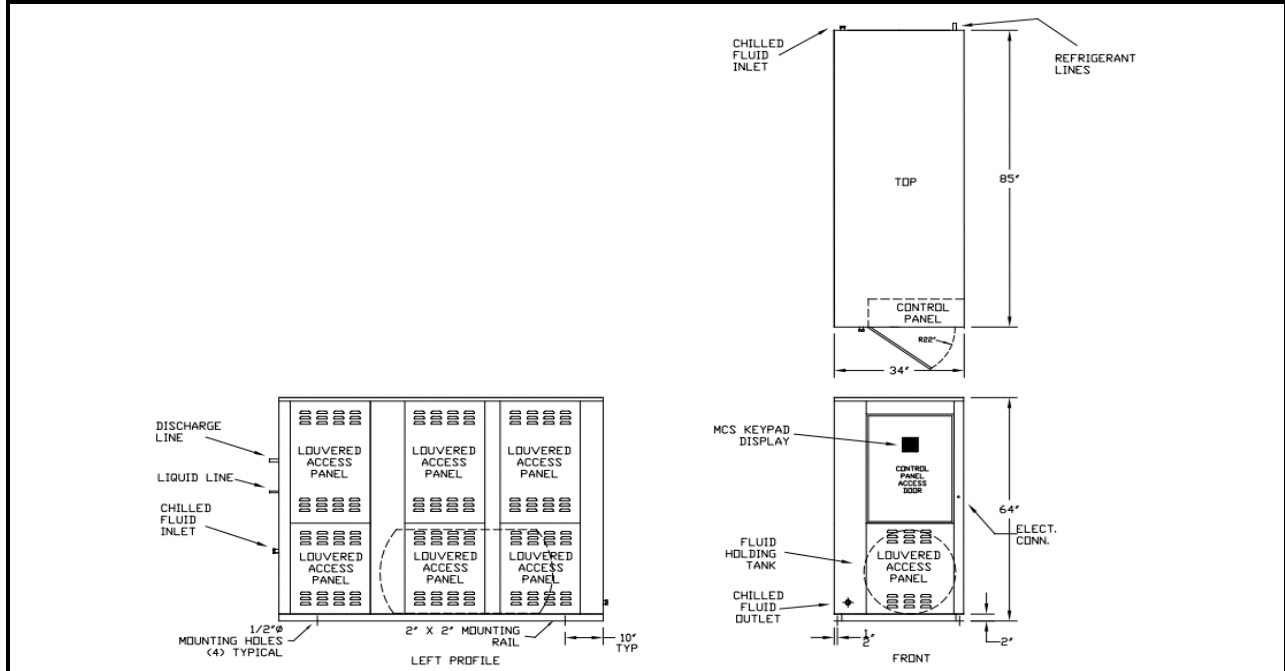 CHILLED
FLUID
INLET
REFRIGERANT
LINES
TOP
85"
CONTROL
PANEL
R22"
34"
DISCHARGE
LINE
LIQUID LINE
CHILLED
FLUID
INLET
LOUVERED
ACCESS
PANEL
LOUVERED
ACCESS
PANEL
LOUVERED
ACCESS
PANEL
LOUVERED
ACCESS
PANEL
LOUVERED
ACCESS
PANEL
LOUVERED
ACCESS
PANEL
1/2"Ø
MOUNTING HOLES
(4) TYPICAL
2" X 2" MOUNTING
RAIL
10"
TYP
LEFT PROFILE
MCS KEYPAD
DISPLAY
CONTROL
PANEL
ACCESS
DOOR
64"
ELECT.
CONN.
FLUID
HOLDING
TANK
LOUVERED
ACCESS
PANEL
CHILLED
FLUID
OUTLET
1"
2
2"
FRONT